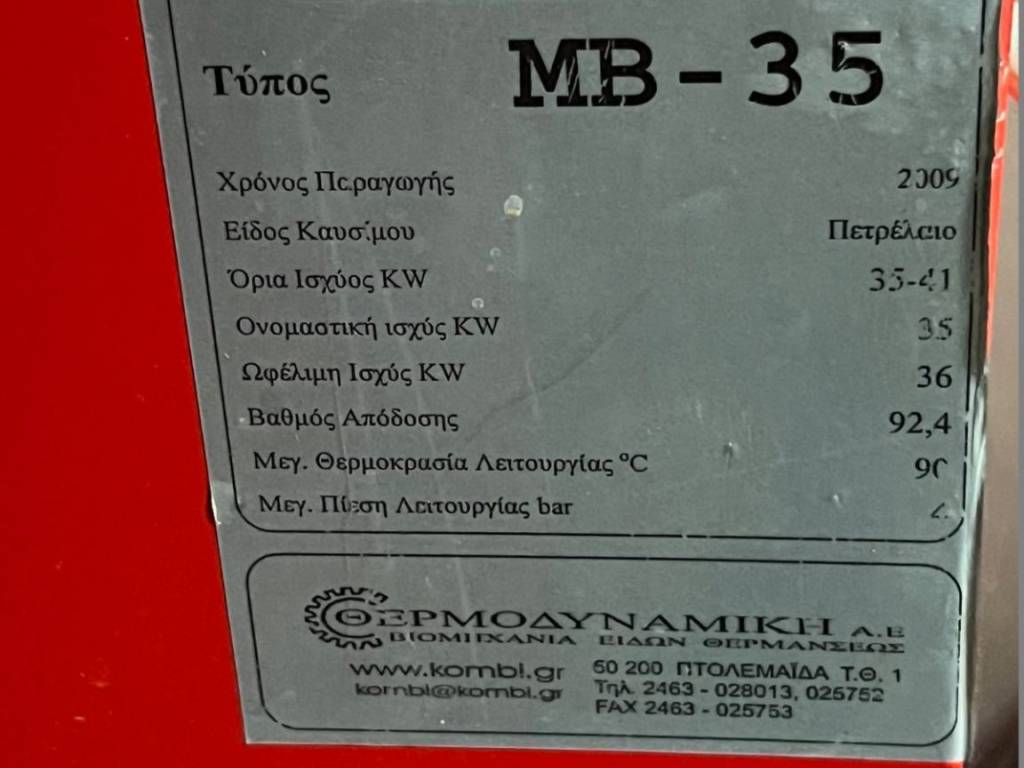 Τύπος MB-35
Χρόνος Παραγωγής 2009
Είδος Καυσίμου Πετρέλαιο
Όρια Ισχύος KW 35-41
Ονομαστική ισχύς KW 35
Ωφέλιμη Ισχύς KW 36
Βαθμός Απόδοσης 92,4
Μεγ. Θερμοκρασία Λειτουργίας °C 90
Μεγ. Πίεση Λειτουργίας bar
ΘΕΡΜΟΔΥΝΑΜΙΚΗ Α.Ε
ΒΙΟΜΗΧΑΝΙΑ ΕΙΔΩΝ ΘΕΡΜΑΝΣΕΩΣ
www.kombi.gr 50 200 ΠΤΟΛΕΜΑΪΔΑ Τ.Θ. 1
kombi@kombi.gr Τηλ. 2463 - 028013, 025752
FAX 2463 - 025753